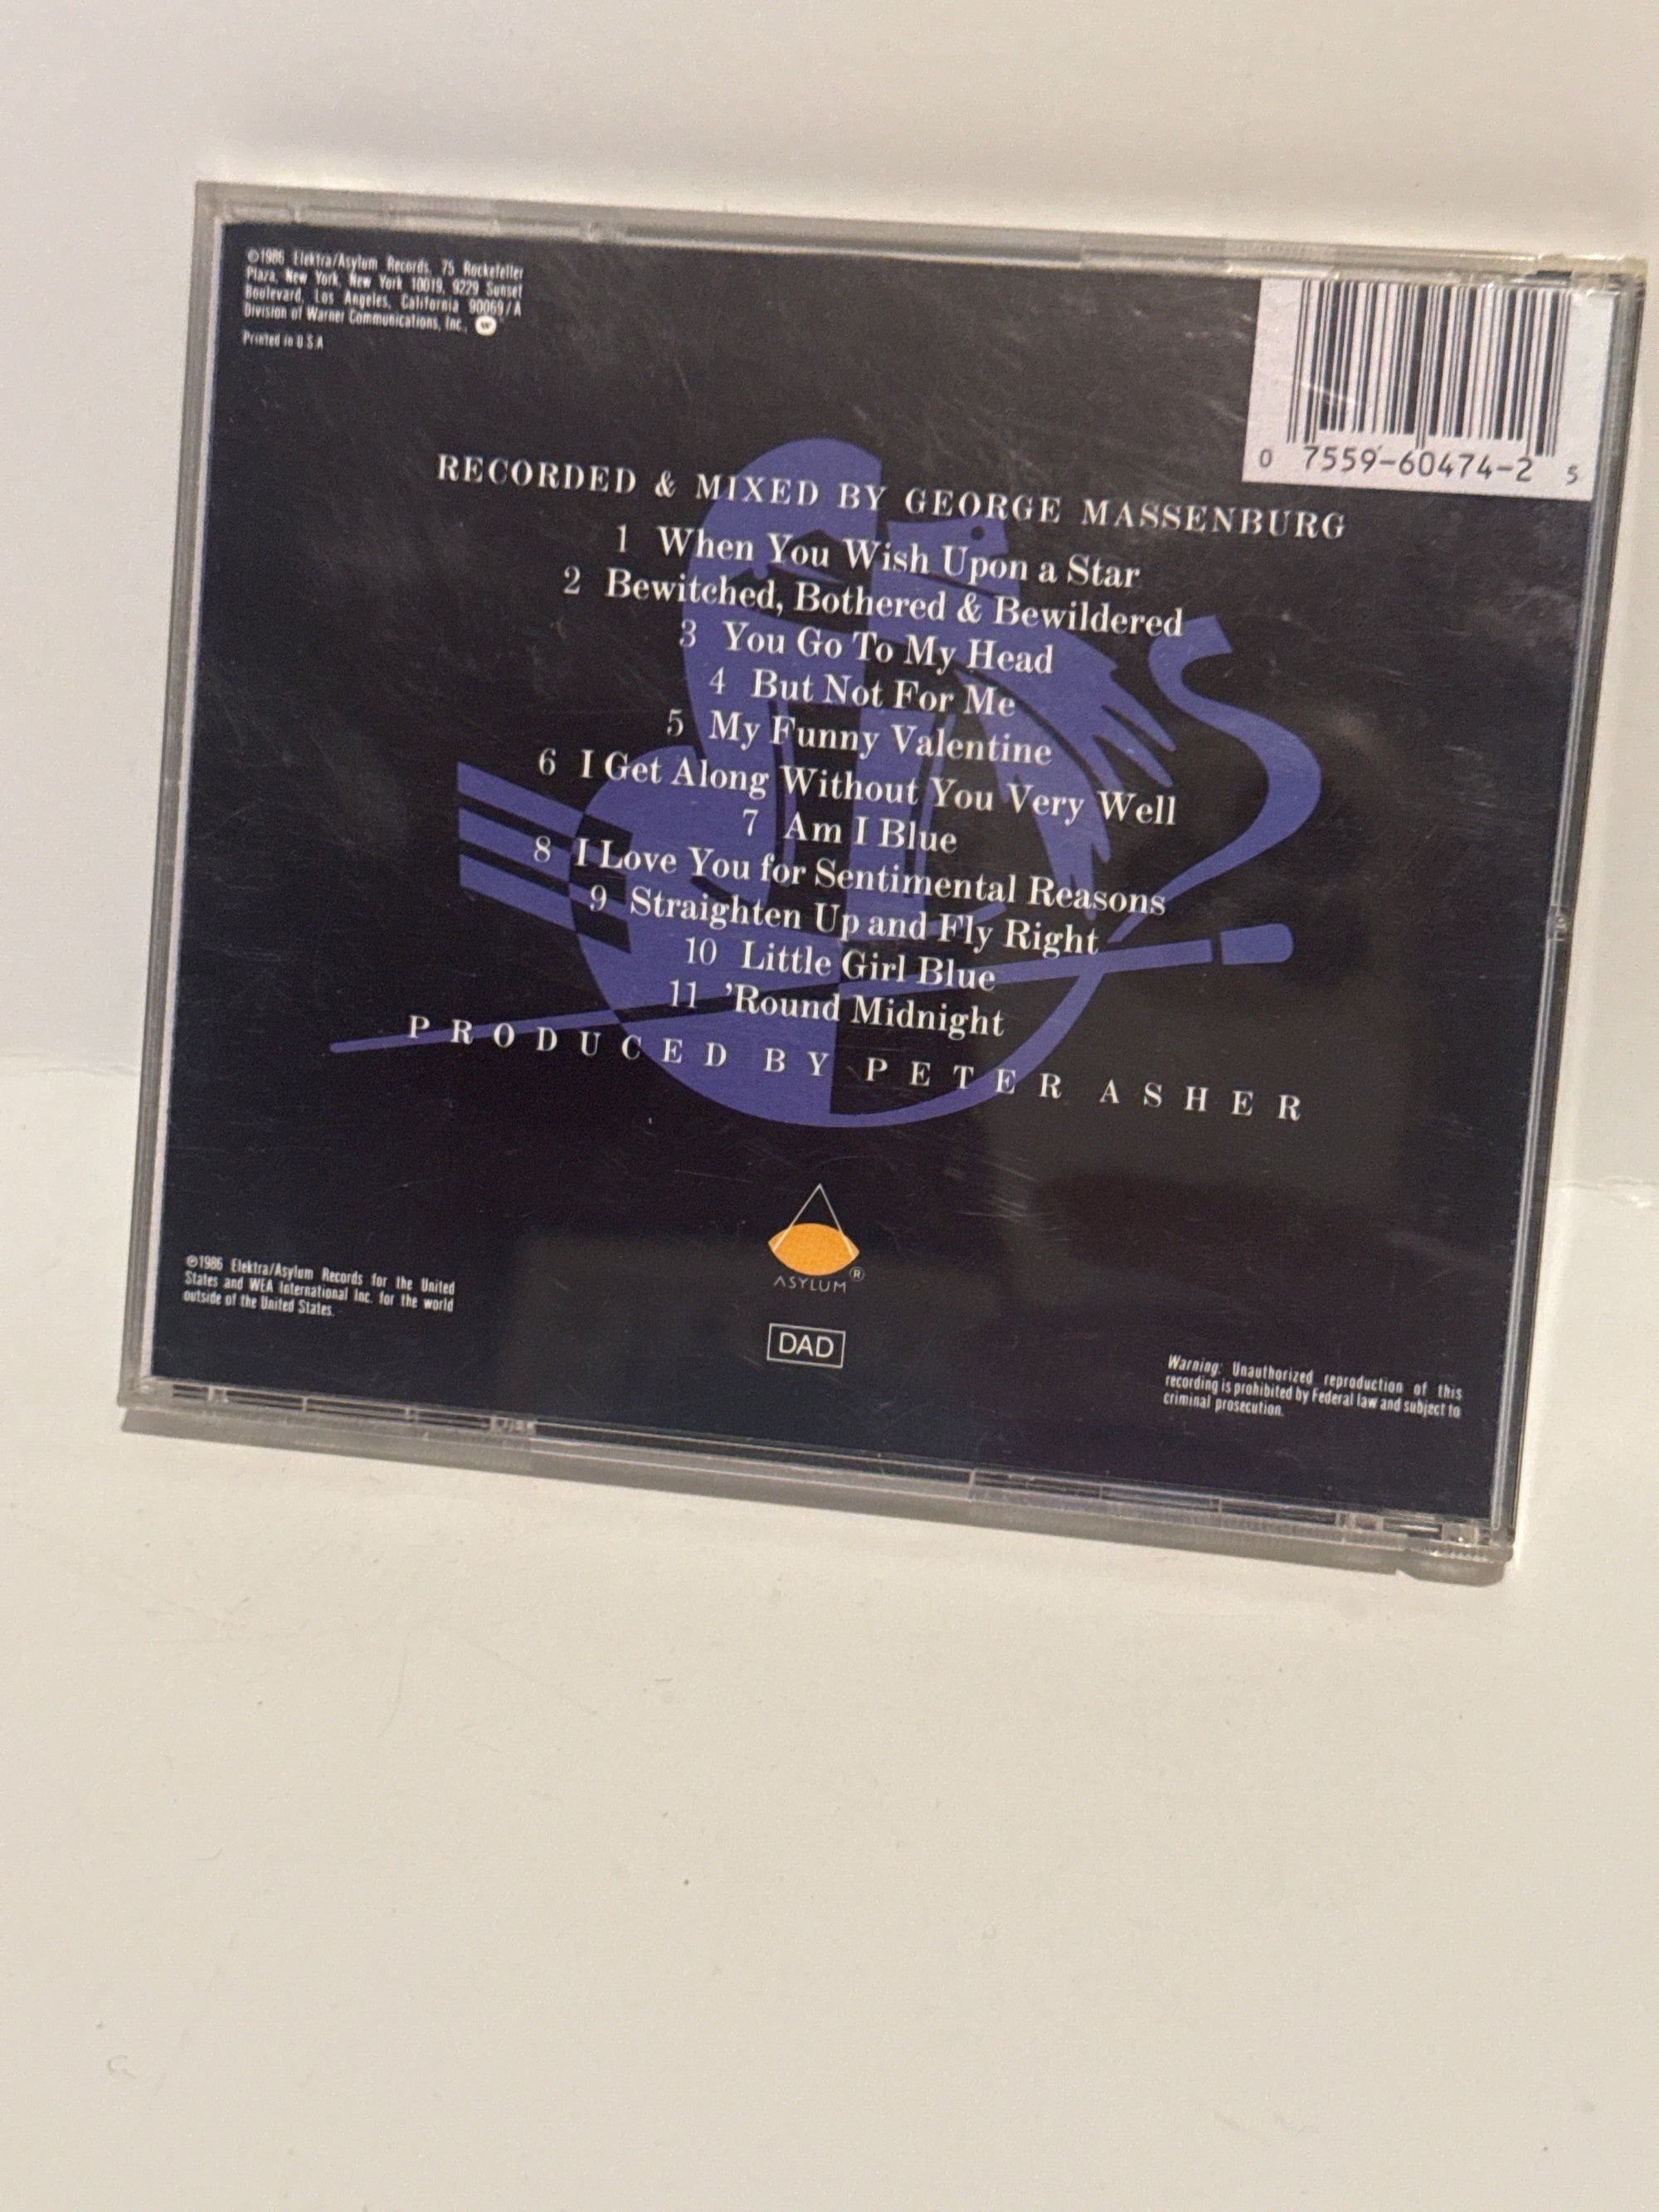 ©1986 Elektra/Asylum Records, 75 Rockefeller
Plaza, New York, New York 10019, 9229 Sunset
Boulevard, Los Angeles, California 90069/A
Division of Warner Communications, Inc.,
Printed in U.S.A
0 7559-60474-2 5
RECORDED & MIXED BY GEORGE MASSENBURG
1 When You Wish Upon a Star
2 Bewitched, Bothered & Bewildered
3 You Go To My Head
4 But Not For Me
5 My Funny Valentine
6 I Get Along Without You Very Well
7 Am I Blue
8 I Love You for Sentimental Reasons
9 Straighten Up and Fly Right
10 Little Girl Blue
11 ’Round Midnight
PRODUCED BY PETER ASHER
ASYLUM ®
DAD
℗1986 Elektra/Asylum Records for the United
States and WEA International Inc. for the world
outside of the United States.
Warning: Unauthorized reproduction of this
recording is prohibited by Federal law and subject to
criminal prosecution.